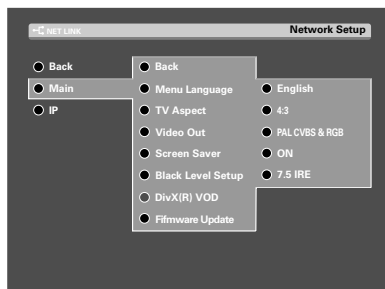 NET LINK
Network Setup
Back
Main
IP
Back
Menu Language
TV Aspect
Video Out
Screen Saver
Black Level Setup
DivX(R) VOD
Fifmware Update
English
4:3
PAL CVBS & RGB
ON
7.5 IRE